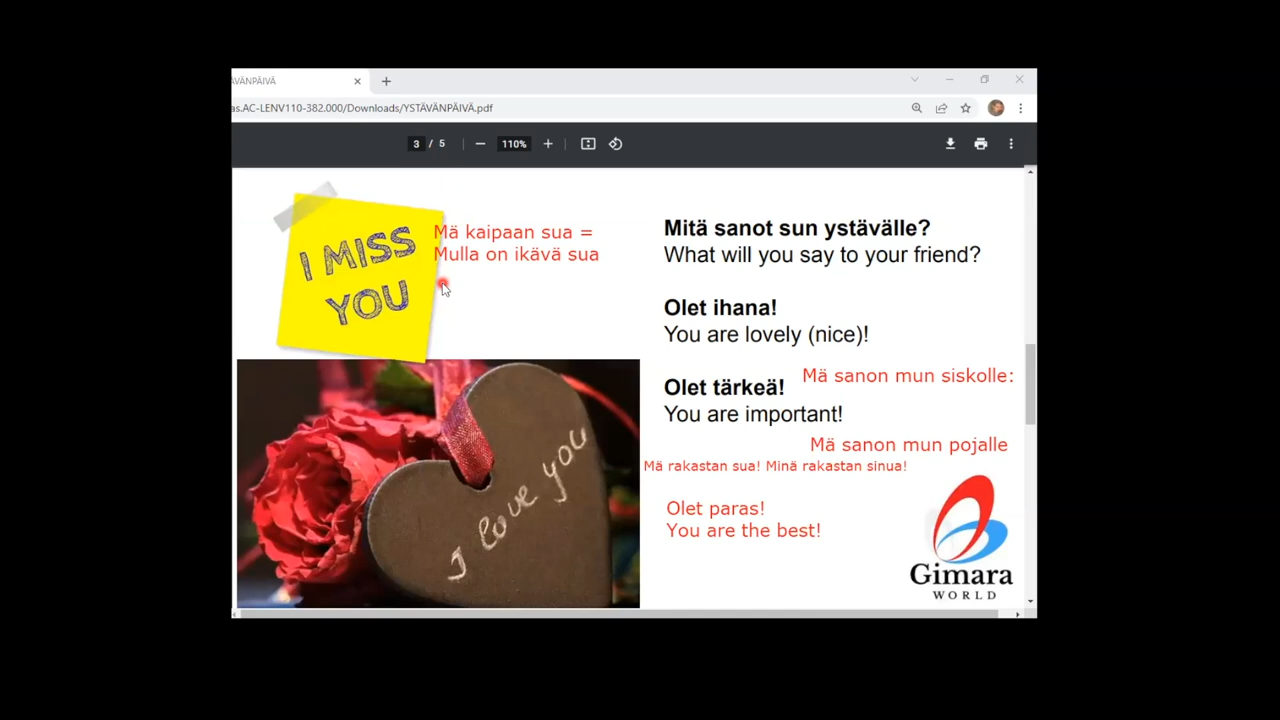 ÄVÄNPÄIVÄ
as.AC-LENV110-382.000/Downloads/YSTÄVÄNPÄIVÄ.pdf
3 / 5
110%
I MISS
YOU
Mä kaipaan sua =
Mulla on ikävä sua
I love you
Mitä sanot sun ystävälle?
What will you say to your friend?
Olet ihana!
You are lovely (nice)!
Olet tärkeä!
Mä sanon mun siskolle:
You are important!
Mä sanon mun pojalle
Mä rakastan sua! Minä rakastan sinua!
Olet paras!
You are the best!
Gimara
WORLD